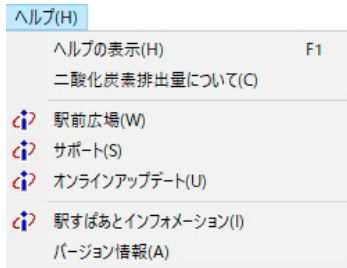 ヘルプ(H)
ヘルプの表示(H) F1
二酸化炭素排出量について(C)
駅前広場(W)
サポート(S)
オンラインアップデート(U)
駅すぱあとインフォメーション(I)
バージョン情報(A)